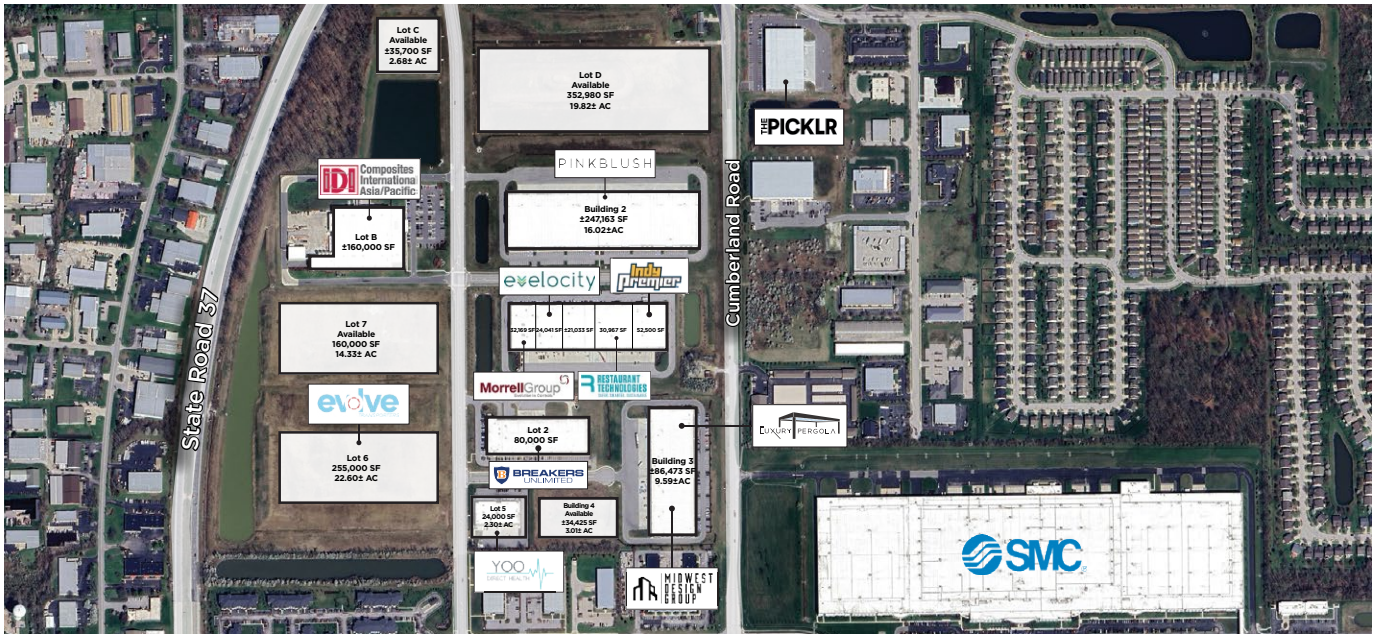 Lot C
Available
±35,700 SF
2.68± AC
Lot D
Available
352,980 SF
19.82± AC
THE PICKLR
IDI Composites
International
Asia/Pacific
PINKBLUSH
Building 2
±247,163 SF
16.02±AC
Lot B
±160,000 SF
Cumberland Road
evelocity
Indy
premier
32,169 SF
24,041 SF
±21,033 SF
30,967 SF
52,500 SF
State Road 37
Lot 7
Available
160,000 SF
14.33± AC
MorrellGroup
RESTAURANT
TECHNOLOGIES
evolve
LUXURY PERGOLA
Lot 2
80,000 SF
Lot 6
255,000 SF
22.60± AC
BREAKERS
UNLIMITED
Building 3
±86,473 SF
9.59±AC
Lot 5
24,000 SF
2.30± AC
Building 4
Available
±34,425 SF
3.01± AC
SMC
YOO
DIRECT HEALTH
MIDWEST
DESIGN
GROUP